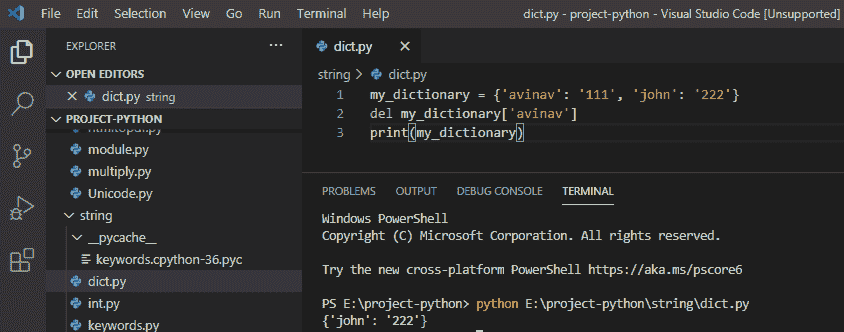 File Edit Selection View Go Run Terminal Help dict.py - project-python - Visual Studio Code [Unsupported]
EXPLORER
OPEN EDITORS
dict.py string
PROJECT-PYTHON
module.py
multiply.py
Unicode.py
string
__pycache__
keywords.cpython-36.pyc
dict.py
int.py
keywords.py
dict.py
string > dict.py
1 my_dictionary = {'avinav': '111', 'john': '222'}
2 del my_dictionary['avinav']
3 print(my_dictionary)
PROBLEMS OUTPUT DEBUG CONSOLE TERMINAL
Windows PowerShell
Copyright (C) Microsoft Corporation. All rights reserved.
Try the new cross-platform PowerShell https://aka.ms/pscore6
PS E:\project-python> python E:\project-python\string\dict.py
{'john': '222'}